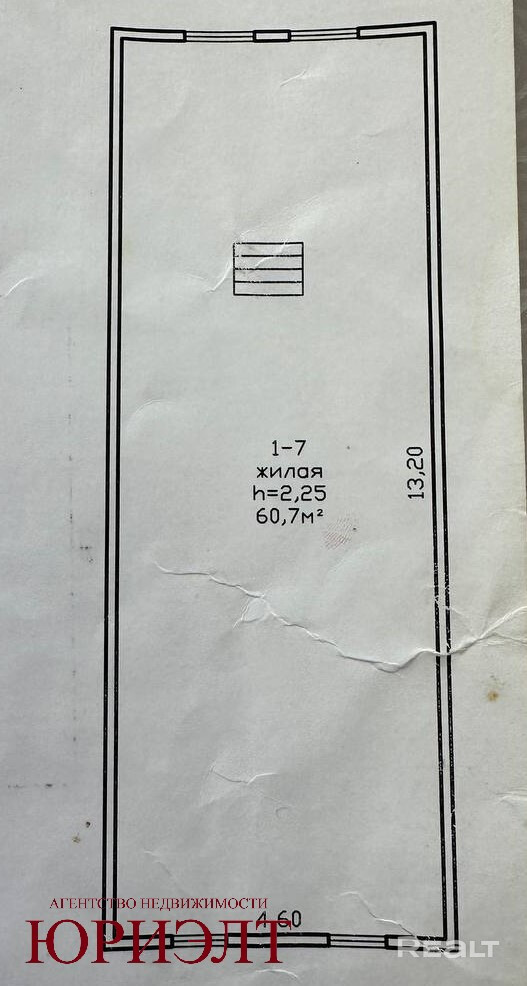 1-7
жилая
h=2,25
60,7м²
13,20
4,60
АГЕНТСТВО НЕДВИЖИМОСТИ
ЮРИЭЛТ
REALT